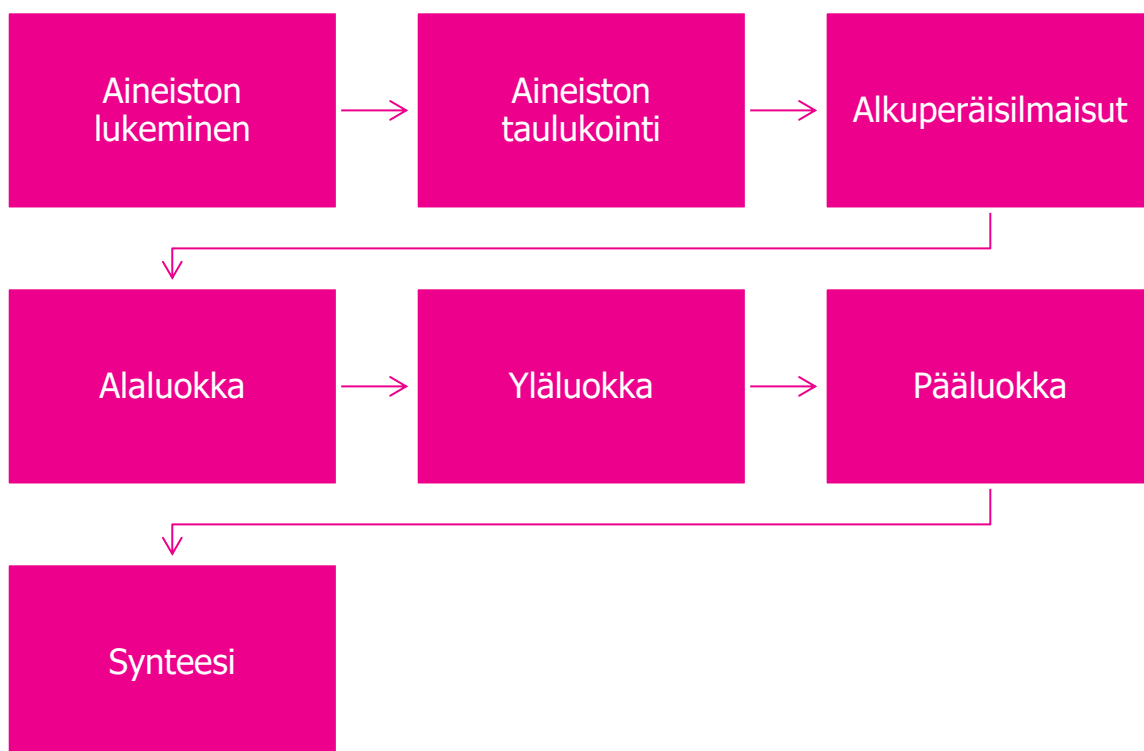 Aineiston
lukeminen
Aineiston
taulukointi
Alkuperäisilmaisut
Alaluokka
Yläluokka
Pääluokka
Synteesi